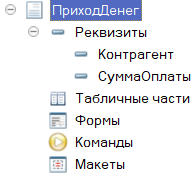 ПриходДенег
Реквизиты
Контрагент
СуммаОплаты
Табличные части
Формы
Команды
Макеты